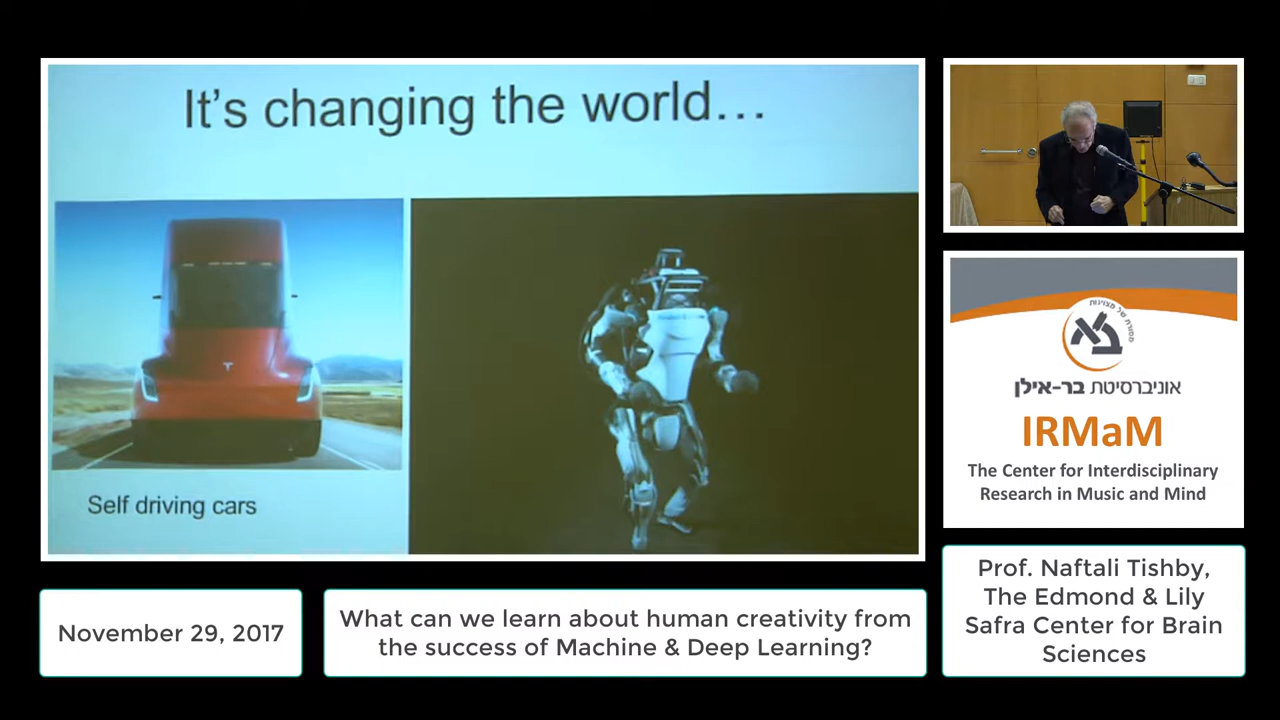 It's changing the world...
Self driving cars
מסורת של מצוינות
בא
אוניברסיטת בר-אילן
IRMaM
The Center for Interdisciplinary
Research in Music and Mind
November 29, 2017
What can we learn about human creativity from
the success of Machine & Deep Learning?
Prof. Naftali Tishby,
The Edmond & Lily
Safra Center for Brain
Sciences